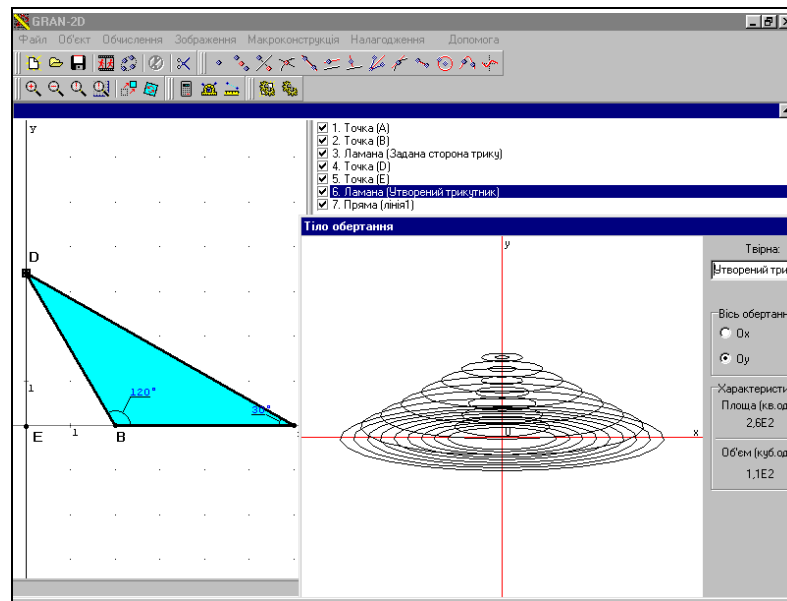 GRAN-2D
Файл Об'єкт Обчислення Зображення Макроконструкція Налагодження Допомога
1. Точка (A)
2. Точка (B)
3. Ламана (Задана сторона трику)
4. Точка (D)
5. Точка (E)
6. Ламана (Утворений трикутник)
7. Пряма (лінія1)
y
D
120°
30°
1
E
1
B
Тіло обертання
y
x
Твірна:
Утворений три
Вісь обертанн
Ox
Oy
Характеристи
Площа (кв.од
2,6E2
Об'єм (куб.од
1,1E2